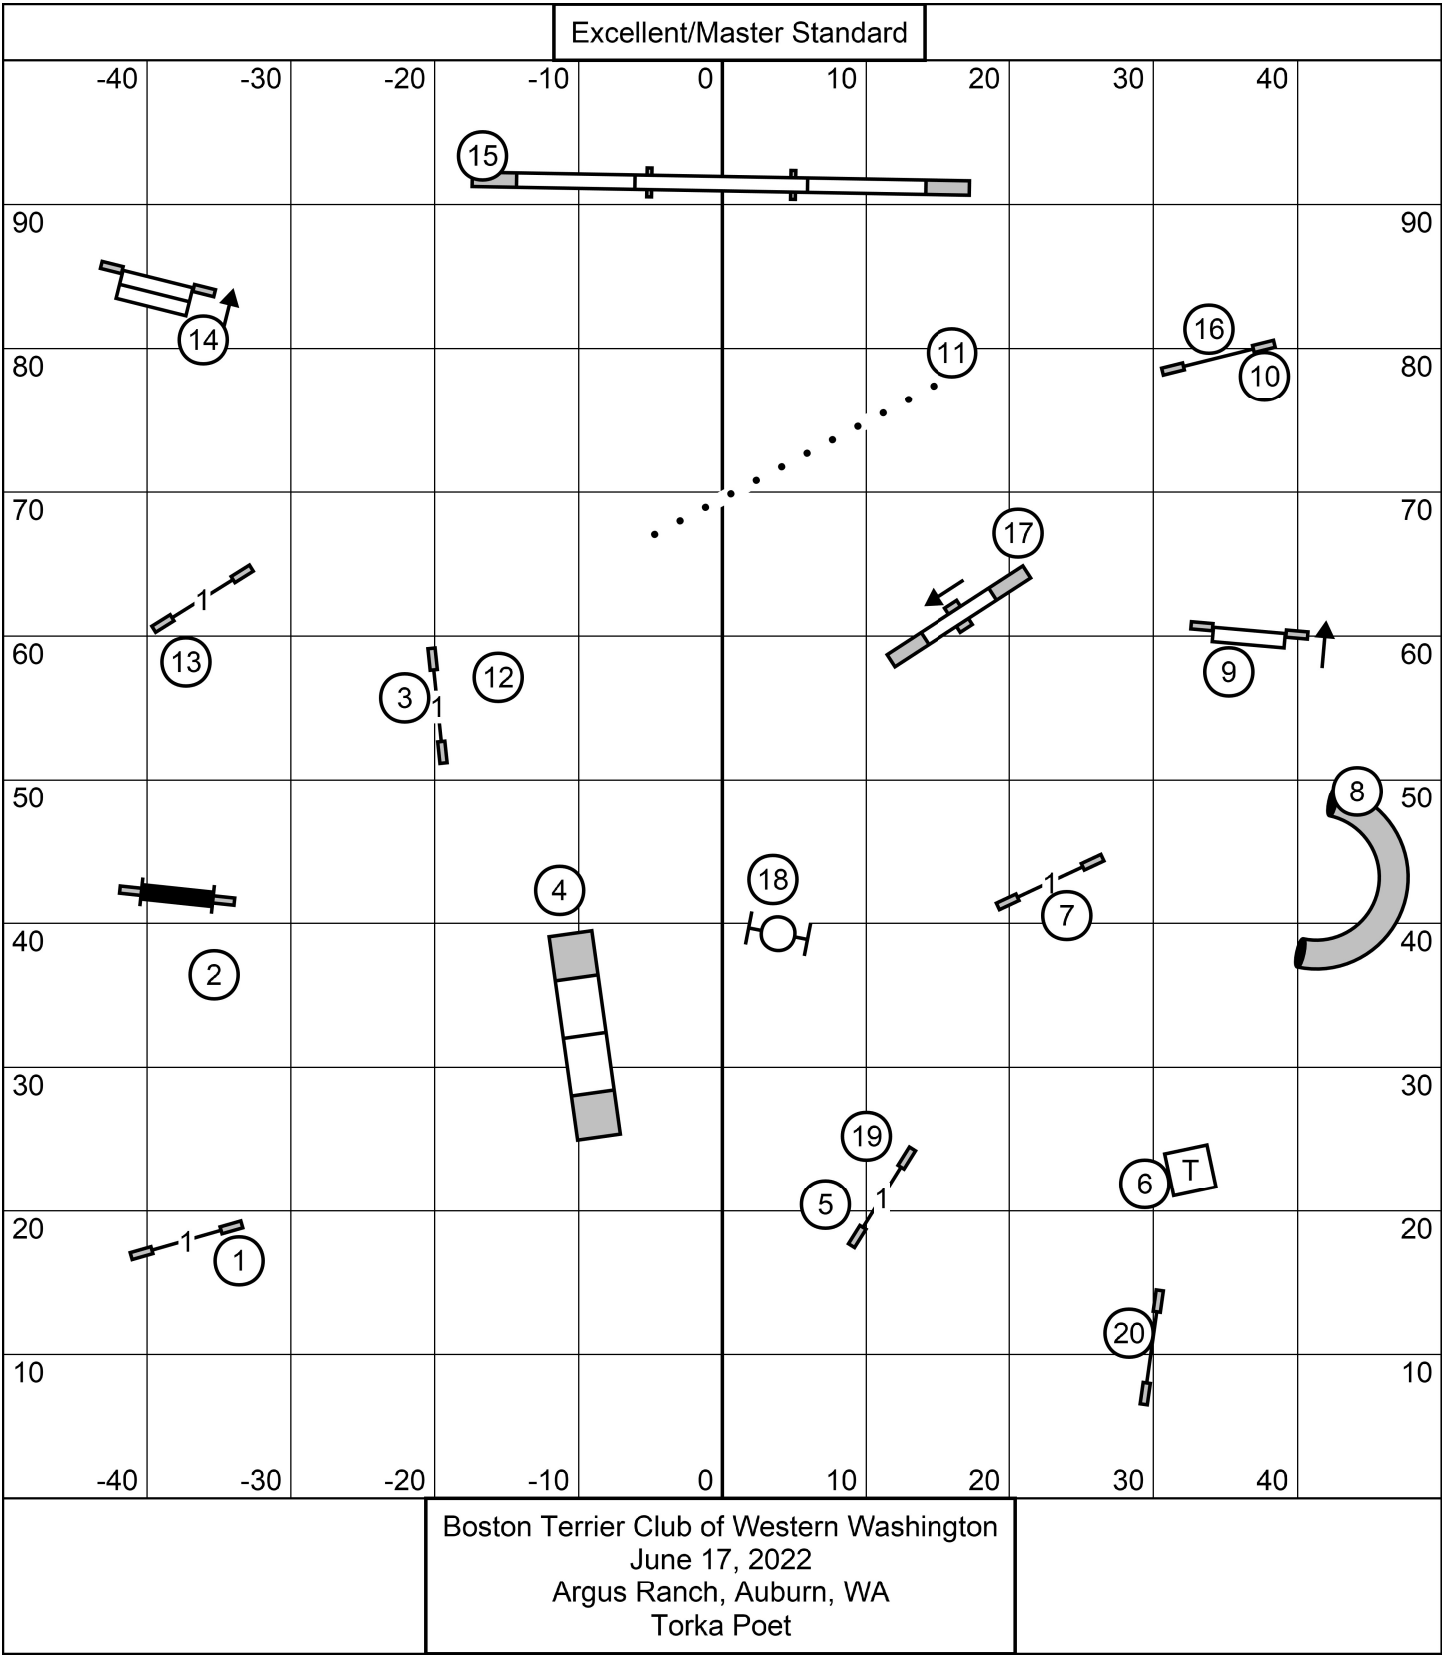 Excellent/Master Standard
-40 -30 -20 -10 0 10 20 30 40
15
90 90
14
16
11
80 10 80
70 70
17
1
13
60 12 9 60
3 1
50 8 50
4 18 1
7
40 40
2
30 30
19
6 T
5 1
20 20
1 1
20
10 10
-40 -30 -20 -10 0 10 20 30 40
Boston Terrier Club of Western Washington
June 17, 2022
Argus Ranch, Auburn, WA
Torka Poet